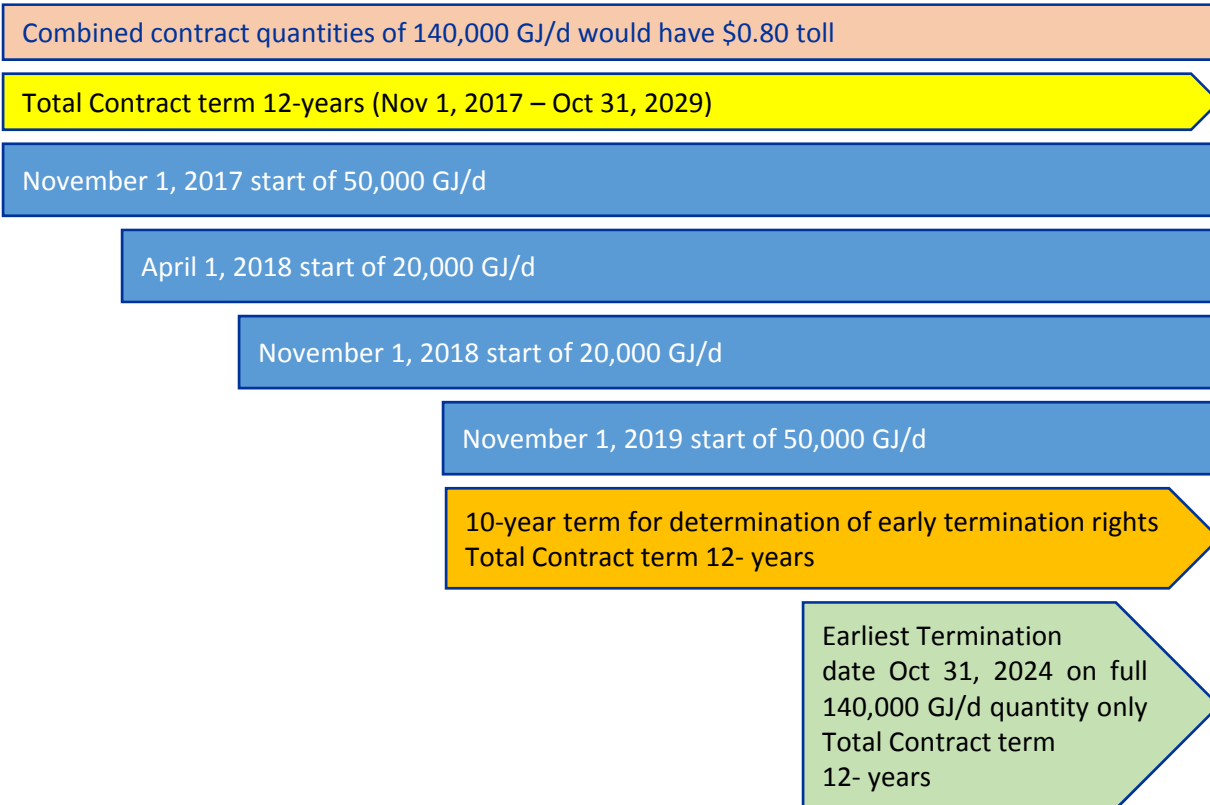 Combined contract quantities of 140,000 GJ/d would have $0.80 toll
Total Contract term 12-years (Nov 1, 2017 – Oct 31, 2029)
November 1, 2017 start of 50,000 GJ/d
April 1, 2018 start of 20,000 GJ/d
November 1, 2018 start of 20,000 GJ/d
November 1, 2019 start of 50,000 GJ/d
10-year term for determination of early termination rights
Total Contract term 12- years
Earliest Termination
date Oct 31, 2024 on full
140,000 GJ/d quantity only
Total Contract term
12- years